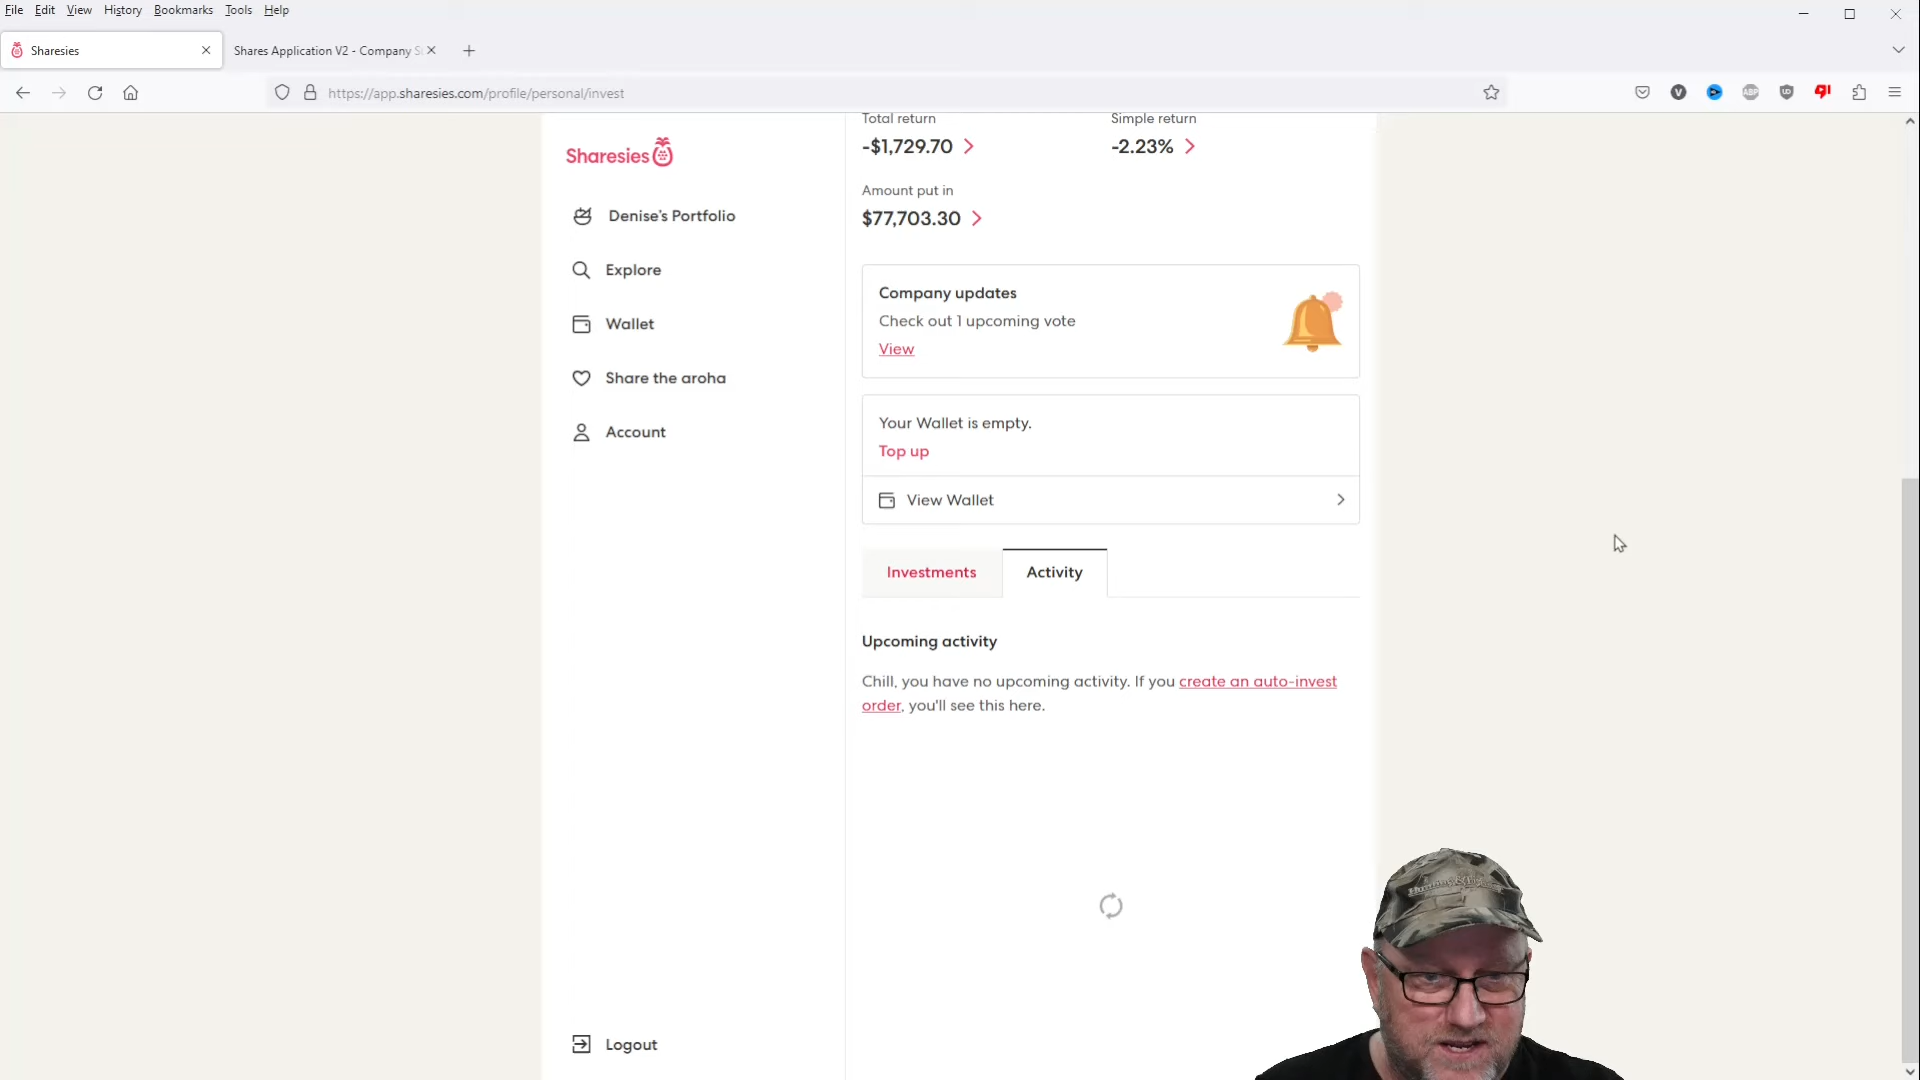 File Edit View History Bookmarks Tools Help
Sharesies
Shares Application V2 - Company S
https://app.sharesies.com/profile/personal/invest
ABP
Sharesies
Denise's Portfolio
Explore
Wallet
Share the aroha
Account
Logout
Total return
-$1,729.70
Simple return
-2.23%
Amount put in
$77,703.30
Company updates
Check out 1 upcoming vote
View
Your Wallet is empty.
Top up
View Wallet
Investments
Activity
Upcoming activity
Chill, you have no upcoming activity. If you create an auto-invest
order, you'll see this here.